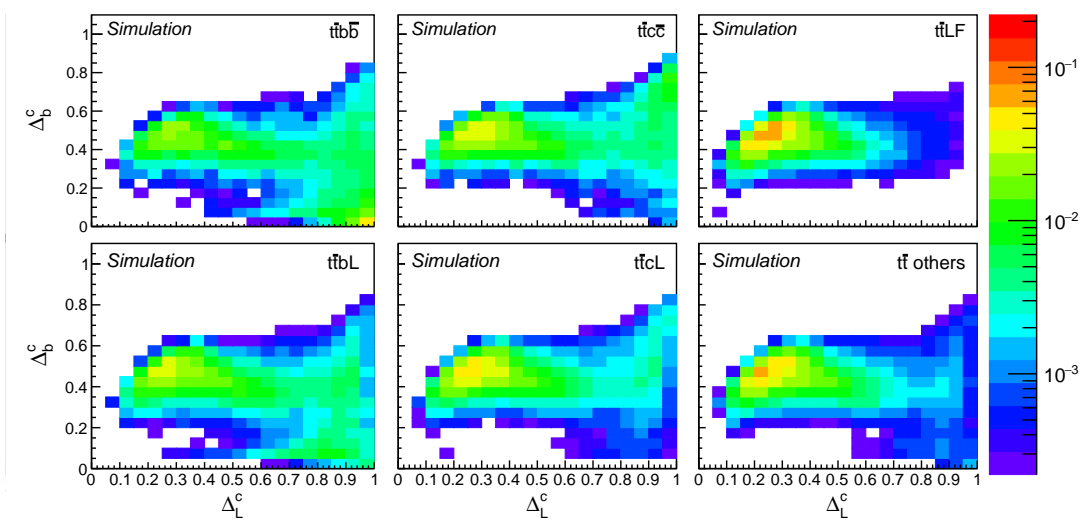 Simulation tt̄bb̄
Simulation tt̄cc̄
Simulation tt̄LF
1
0.8
0.6
0.4
0.2
0
Δ_b^c
10⁻¹
10⁻²
10⁻³
Simulation tt̄bL
Simulation tt̄cL
Simulation tt̄ others
1
0.8
0.6
0.4
0.2
0
Δ_b^c
0 0.1 0.2 0.3 0.4 0.5 0.6 0.7 0.8 0.9 1
0 0.1 0.2 0.3 0.4 0.5 0.6 0.7 0.8 0.9 1
0 0.1 0.2 0.3 0.4 0.5 0.6 0.7 0.8 0.9 1
Δ_L^c
Δ_L^c
Δ_L^c